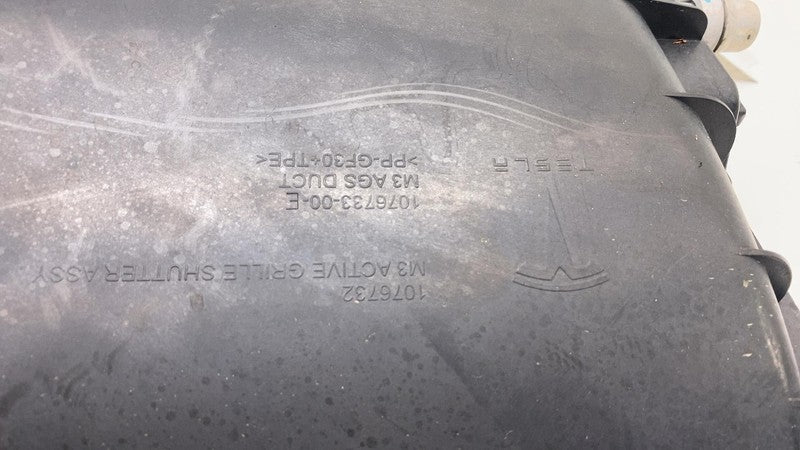 1076732
M3 ACTIVE GRILLE SHUTTER ASSY
1076733-00-E
M3 AGS DUCT
>PP-GF30+TPE<
TESLA